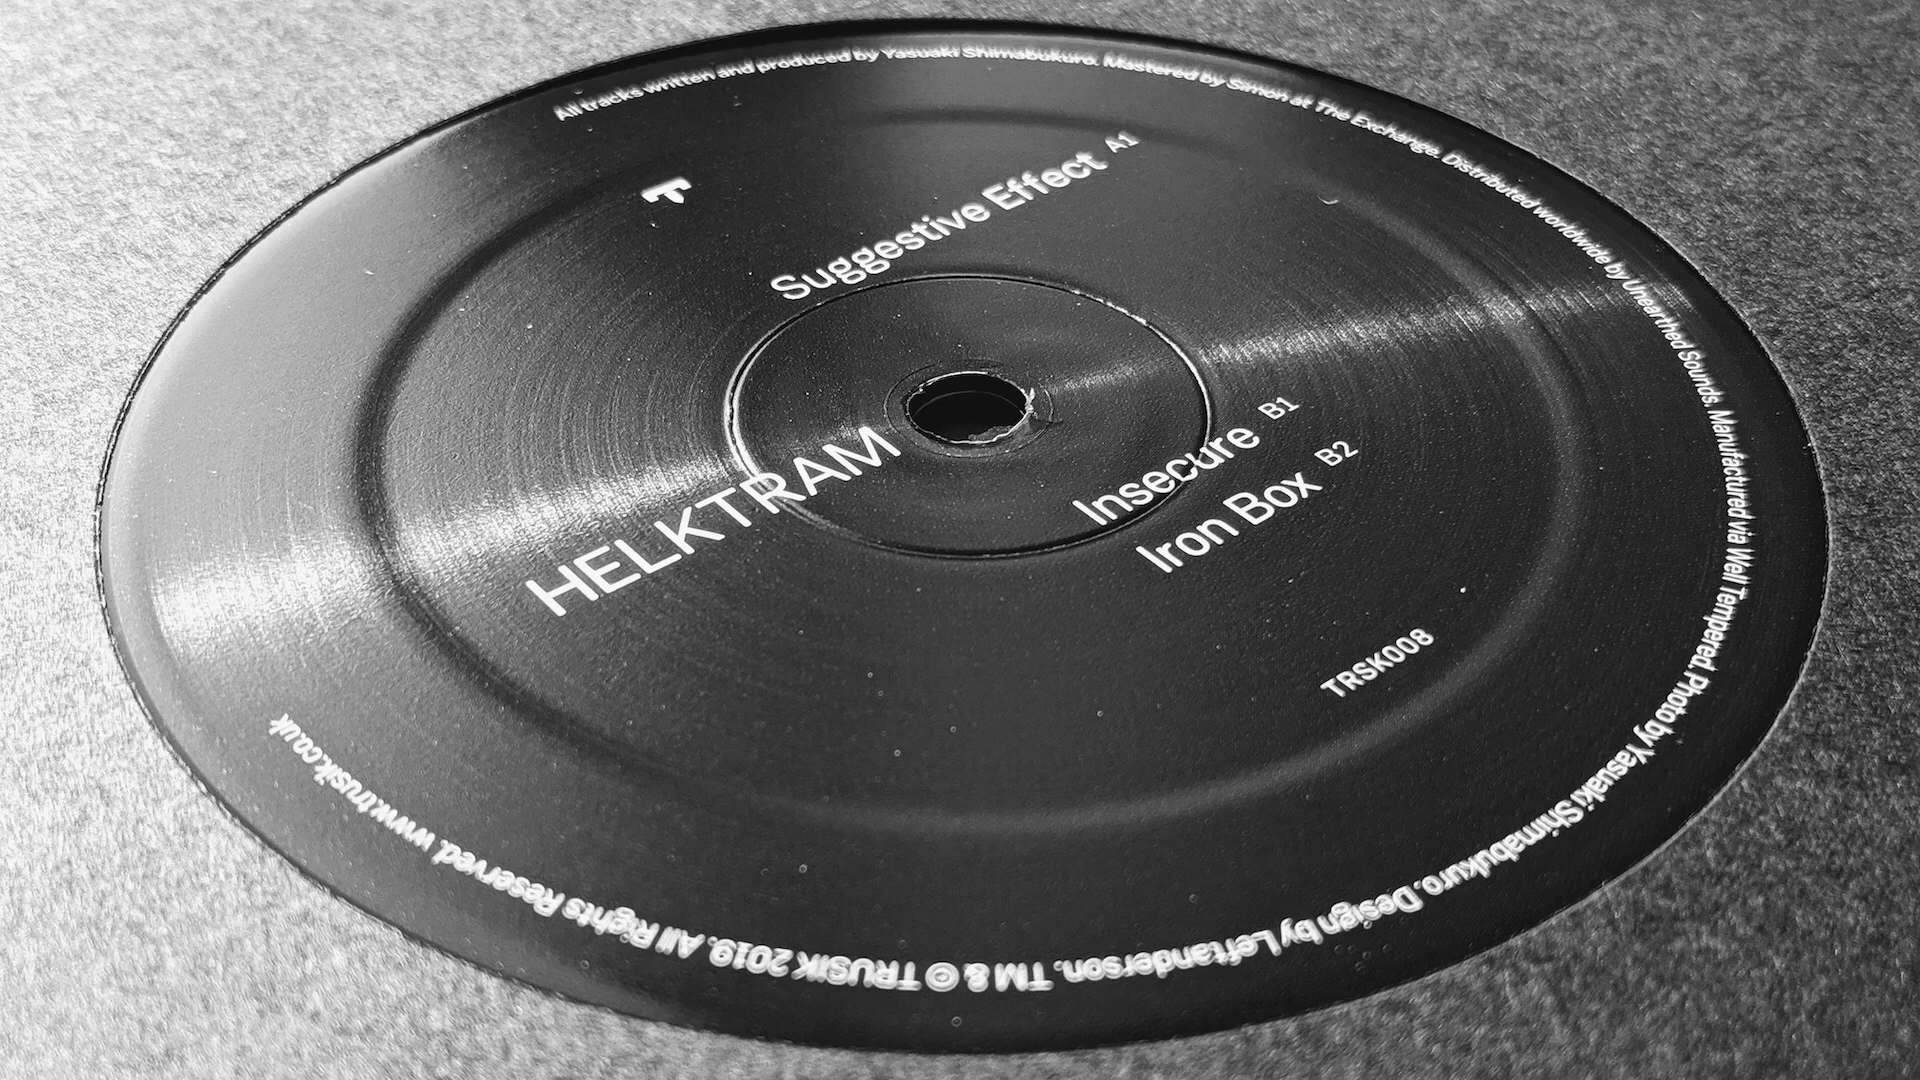 All tracks written and produced by Yasuaki Shimabukuro. Mastered by Simon at The Exchange. Distributed worldwide by Unearthed Sounds. Manufactured via Well Tempered. Photo by Yasuaki Shimabukuro. Design by Leftanderson. TM & © TRUSIK 2019. All Rights Reserved. www.trusik.co.uk
Suggestive Effect A1
HELKTRAM
Insecure B1
Iron Box B2
TRSK008